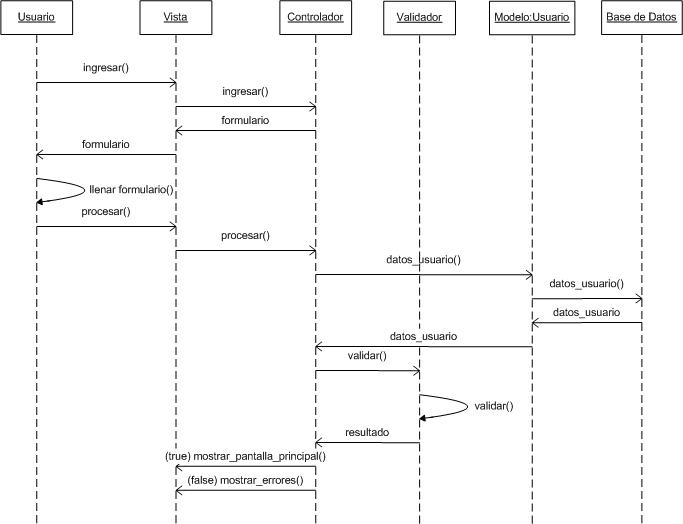 Usuario
Vista
Controlador
Validador
Modelo:Usuario
Base de Datos
ingresar()
ingresar()
formulario
formulario
llenar formulario()
procesar()
procesar()
datos_usuario()
datos_usuario()
datos_usuario
datos_usuario
validar()
validar()
resultado
(true) mostrar_pantalla_principal()
(false) mostrar_errores()